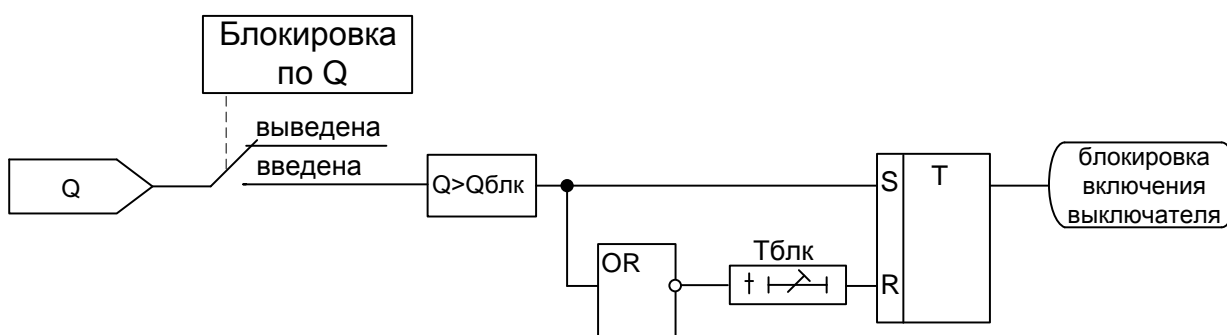 Блокировка
по Q
выведена
введена
Q
Q>Qблк
S
T
блокировка
включения
выключателя
OR
Tблк
t
R